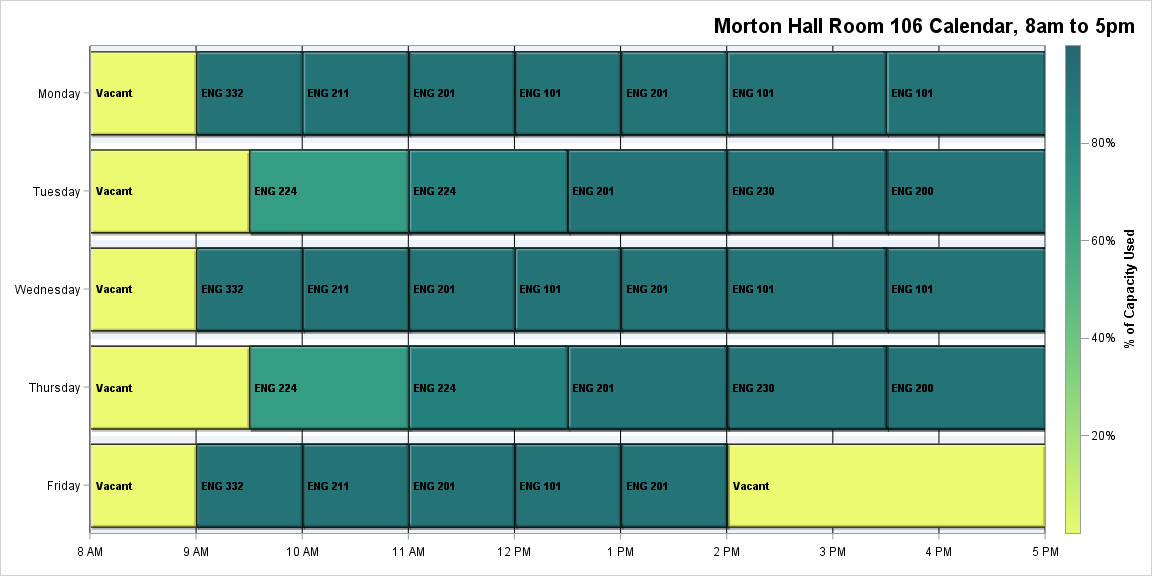 Morton Hall Room 106 Calendar, 8am to 5pm
Monday Vacant ENG 332 ENG 211 ENG 201 ENG 101 ENG 201 ENG 101 ENG 101
Tuesday Vacant ENG 224 ENG 224 ENG 201 ENG 230 ENG 200
Wednesday Vacant ENG 332 ENG 211 ENG 201 ENG 101 ENG 201 ENG 101 ENG 101
Thursday Vacant ENG 224 ENG 224 ENG 201 ENG 230 ENG 200
Friday Vacant ENG 332 ENG 211 ENG 201 ENG 101 ENG 201 Vacant
8 AM 9 AM 10 AM 11 AM 12 PM 1 PM 2 PM 3 PM 4 PM 5 PM
80%
60%
40%
20%
% of Capacity Used